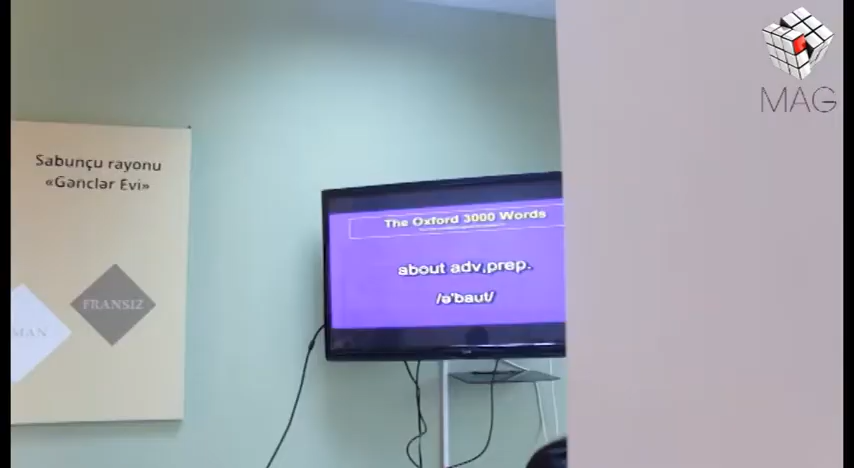 MAG
Sabunçu rayonu
«Gənclər Evi»
FRANSIZ
MAN
The Oxford 3000 Words
about adv,prep.
/ə'baut/